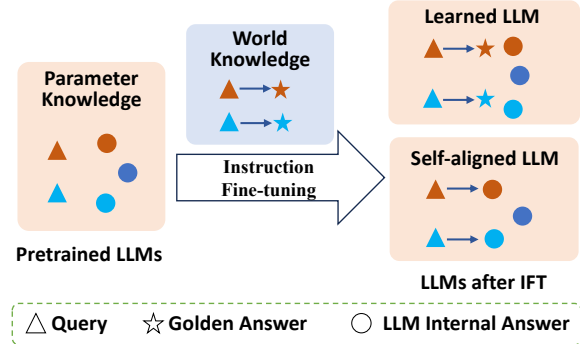 Learned LLM
World
Knowledge
Parameter
Knowledge
Instruction
Fine-tuning
Self-aligned LLM
Pretrained LLMs
LLMs after IFT
Query
Golden Answer
LLM Internal Answer